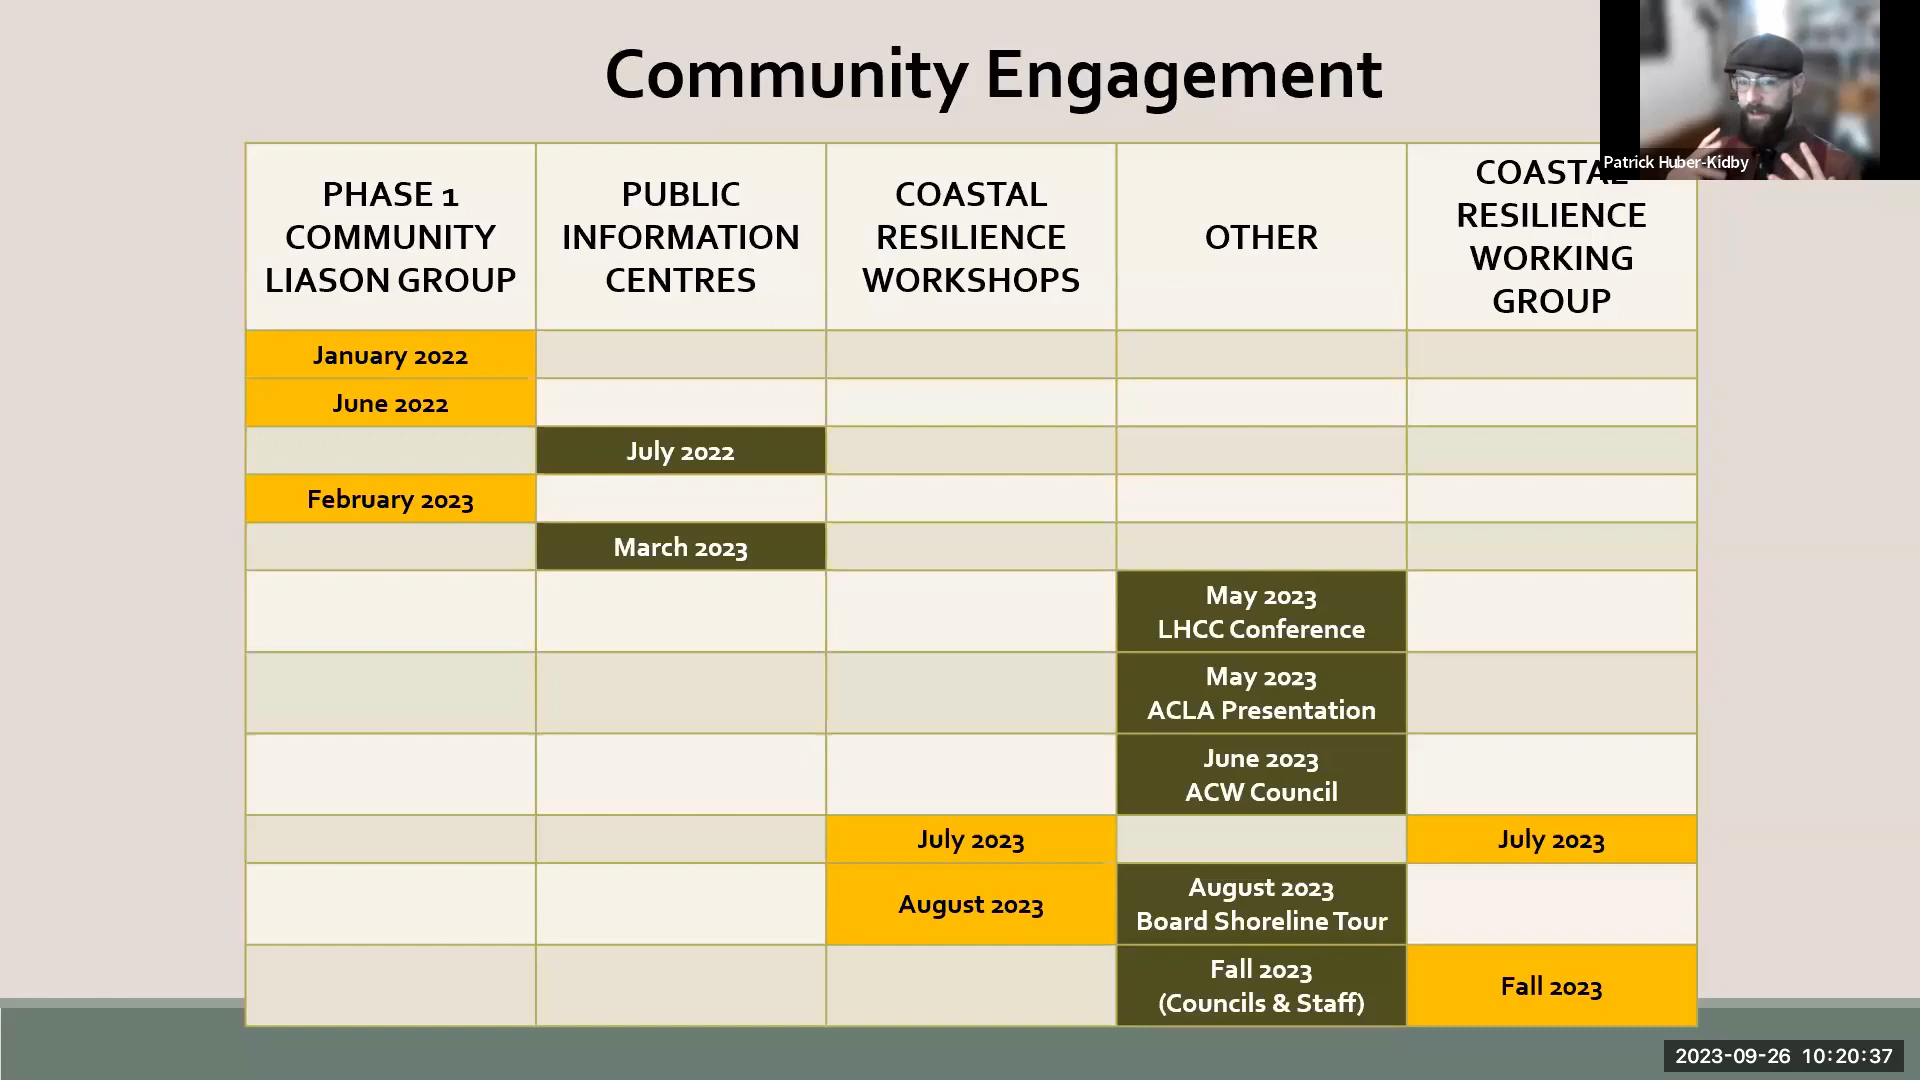 Community Engagement
Patrick Huber-Kidby
PHASE 1
COMMUNITY
LIASON GROUP
PUBLIC
INFORMATION
CENTRES
COASTAL
RESILIENCE
WORKSHOPS
OTHER
COASTAL
RESILIENCE
WORKING
GROUP
January 2022
June 2022
July 2022
February 2023
March 2023
May 2023
LHCC Conference
May 2023
ACLA Presentation
June 2023
ACW Council
July 2023
July 2023
August 2023
August 2023
Board Shoreline Tour
Fall 2023
(Councils & Staff)
Fall 2023
2023-09-26 10:20:37